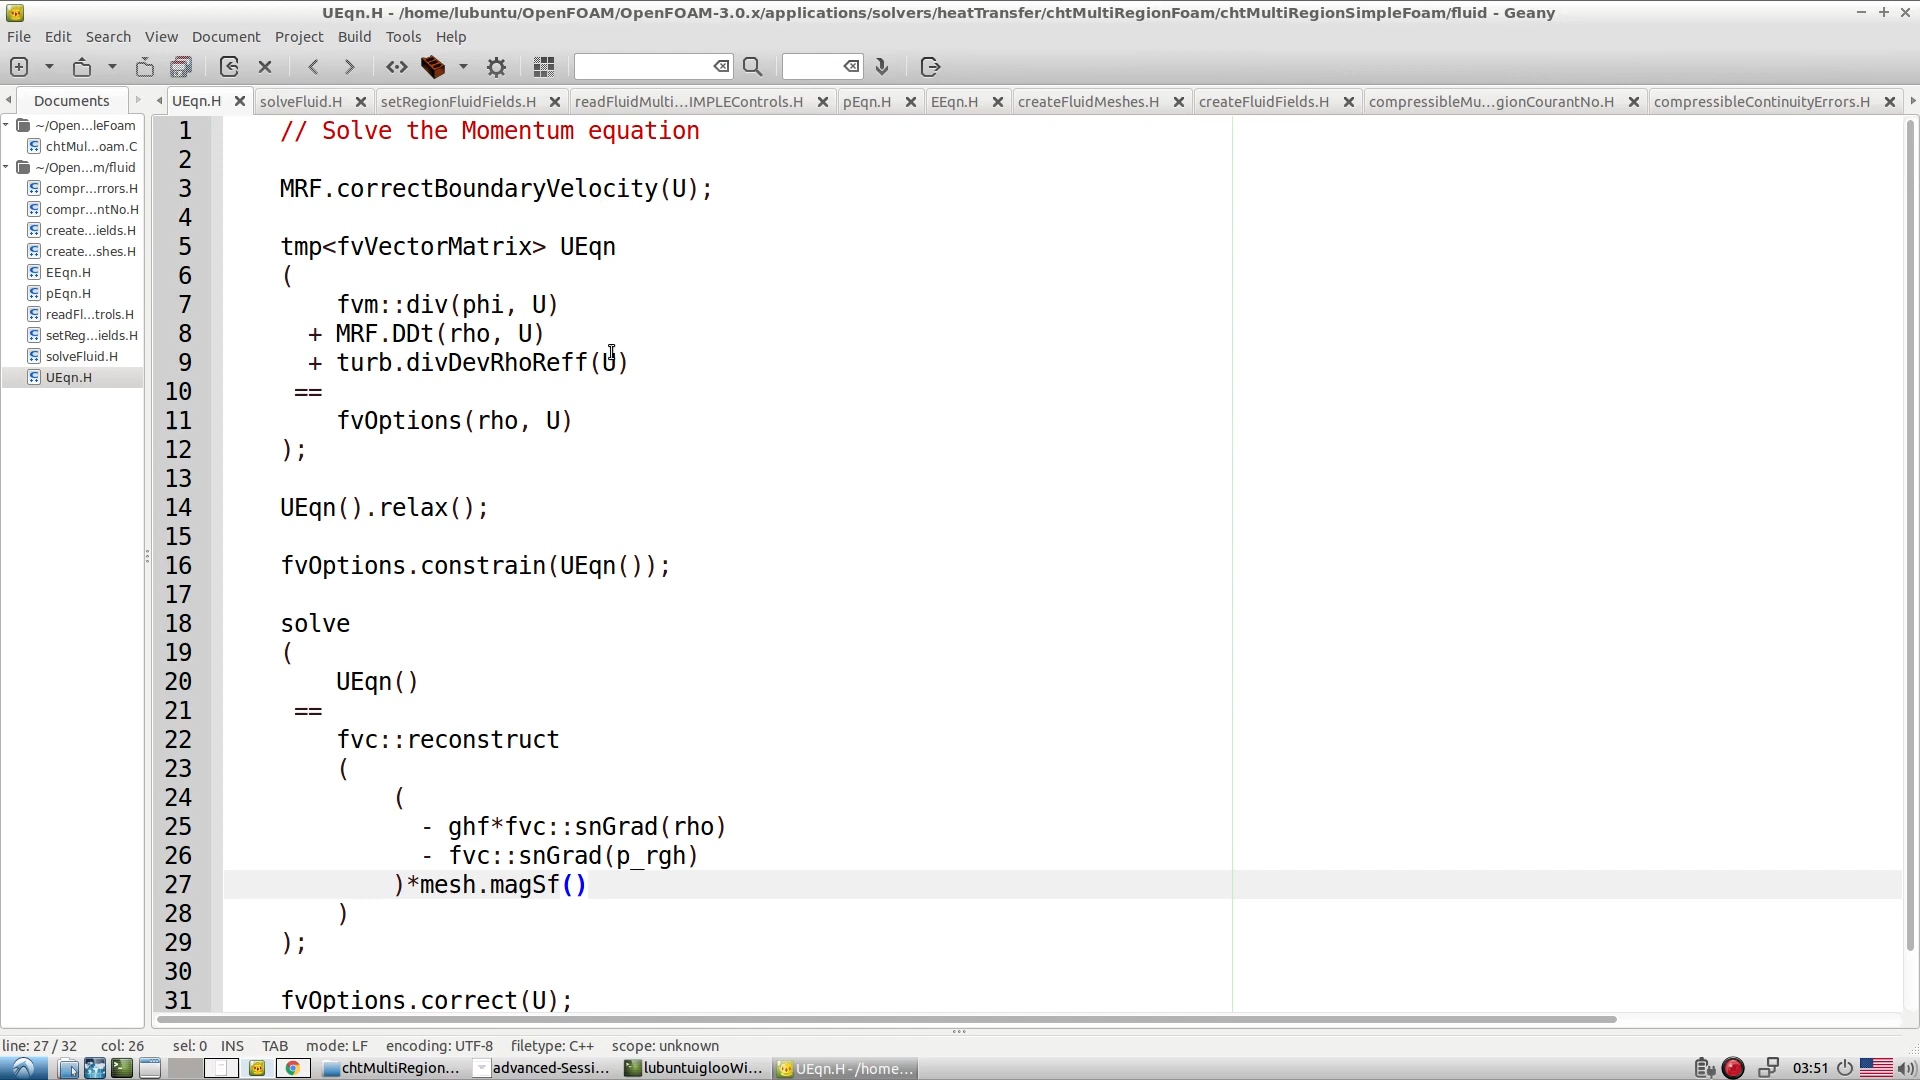 UEqn.H - /home/lubuntu/OpenFOAM/OpenFOAM-3.0.x/applications/solvers/heatTransfer/chtMultiRegionFoam/chtMultiRegionSimpleFoam/fluid - Geany
File Edit Search View Document Project Build Tools Help
Documents
UEqn.H solveFluid.H setRegionFluidFields.H readFluidMulti...IMPLEControls.H pEqn.H EEqn.H createFluidMeshes.H createFluidFields.H compressibleMu...gionCourantNo.H compressibleContinuityErrors.H
~/Open...leFoam
chtMul...oam.C
~/Open...m/fluid
compr...rrors.H
compr...ntNo.H
create...ields.H
create...shes.H
EEqn.H
pEqn.H
readFl...trols.H
setReg...ields.H
solveFluid.H
UEqn.H
1 // Solve the Momentum equation
2
3 MRF.correctBoundaryVelocity(U);
4
5 tmp<fvVectorMatrix> UEqn
6 (
7 fvm::div(phi, U)
8 + MRF.DDt(rho, U)
9 + turb.divDevRhoReff(U)
10 ==
11 fvOptions(rho, U)
12 );
13
14 UEqn().relax();
15
16 fvOptions.constrain(UEqn());
17
18 solve
19 (
20 UEqn()
21 ==
22 fvc::reconstruct
23 (
24 (
25 - ghf*fvc::snGrad(rho)
26 - fvc::snGrad(p_rgh)
27 )*mesh.magSf()
28 )
29 );
30
31 fvOptions.correct(U);
line: 27 / 32 col: 26 sel: 0 INS TAB mode: LF encoding: UTF-8 filetype: C++ scope: unknown
chtMultiRegion... advanced-Sessi... lubuntuiglooWi... UEqn.H - /home... 03:51